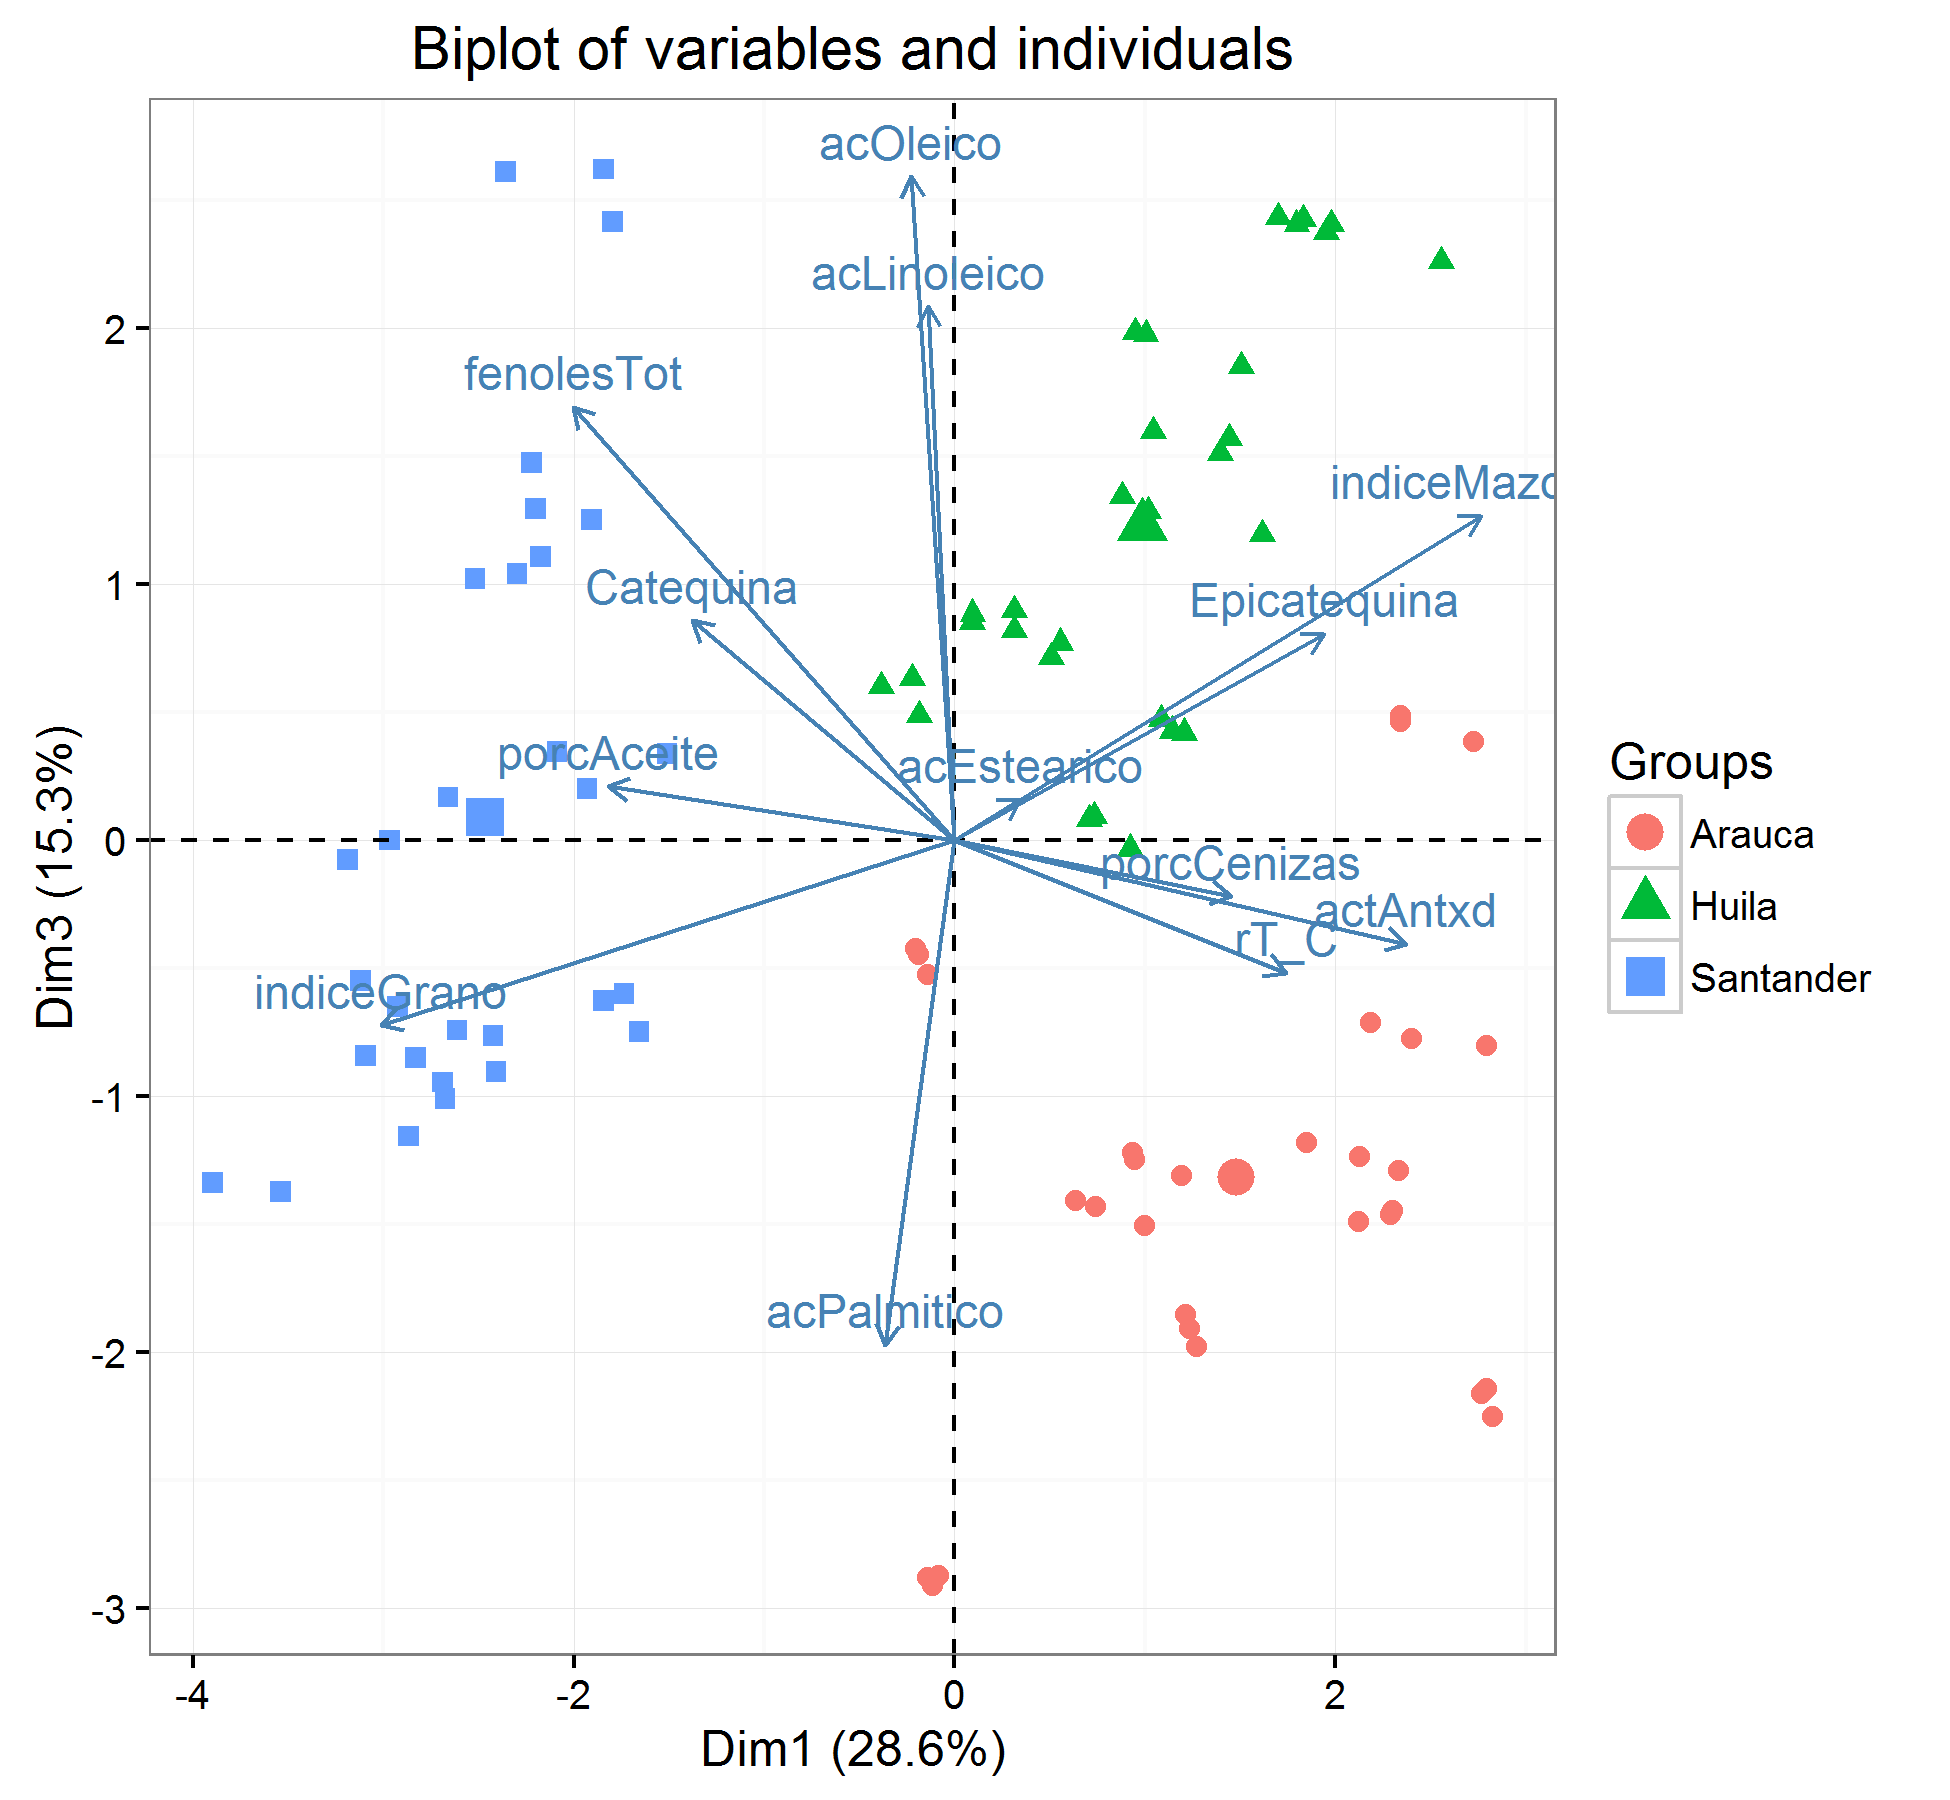 Biplot of variables and individuals
acOleico
acLinoleico
fenolesTot
indiceMazo
Catequina
Epicatequina
porcAceite
acEstearico
porcCenizas
actAntxd
rT_C
indiceGrano
acPalmitico
2
1
0
-1
-2
-3
Dim3 (15.3%)
-4
-2
0
2
Dim1 (28.6%)
Groups
Arauca
Huila
Santander